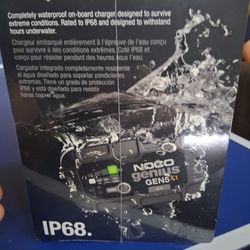 Completely waterproof on-board charger designed to survive
extreme conditions. Rated to IP68 and designed to withstand
hours underwater.
Chargeur embarqué entièrement à l'épreuve de l'eau conçu
pour survivre à des conditions extrêmes. Coté IP68 et
conçu pour résister pendant des heures sous l'eau.
Cargador integrado completamente resistente
al agua diseñado para soportar condiciones
extremas. Tiene un grado de protección
IP68 y está diseñado para resistir
horas bajo el agua.
NOCO
genius
GEN5X1
IP68.